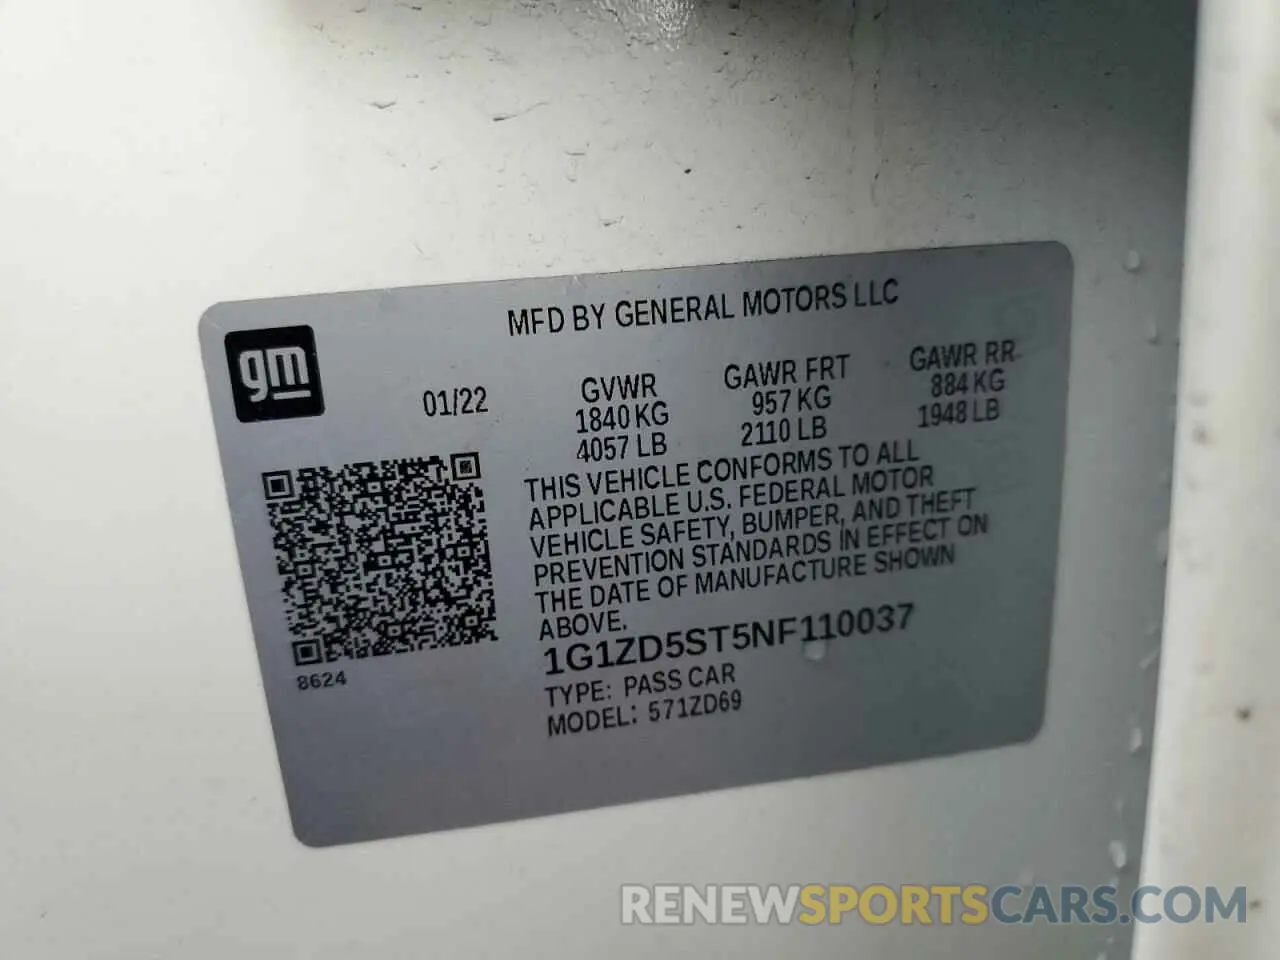 MFD BY GENERAL MOTORS LLC
gm
01/22
GVWR
1840 KG
4057 LB
GAWR FRT
957 KG
2110 LB
GAWR RR
884 KG
1948 LB
THIS VEHICLE CONFORMS TO ALL
APPLICABLE U.S. FEDERAL MOTOR
VEHICLE SAFETY, BUMPER, AND THEFT
PREVENTION STANDARDS IN EFFECT ON
THE DATE OF MANUFACTURE SHOWN
ABOVE.
1G1ZD5ST5NF110037
TYPE: PASS CAR
MODEL: 571ZD69
8624
RENEWSPORTSCARS.COM